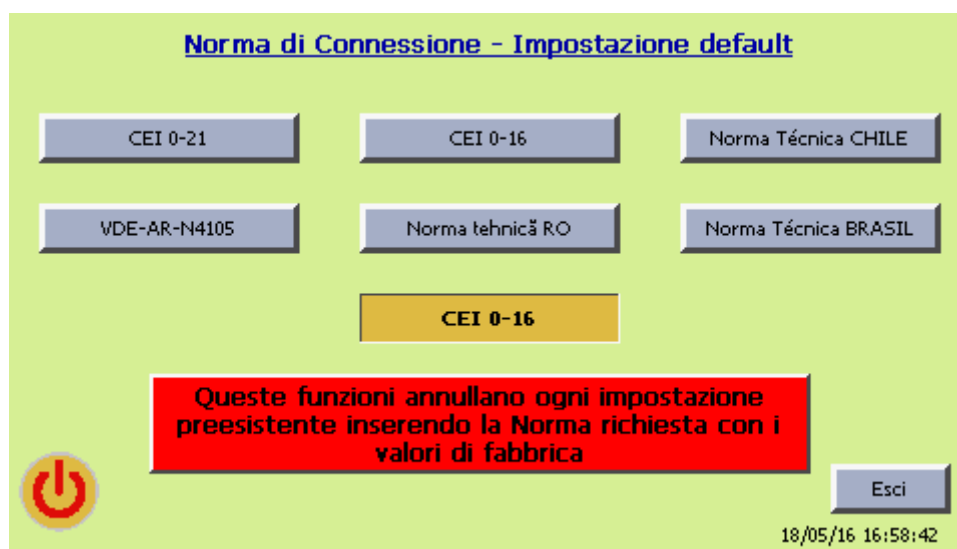 Norma di Connessione - Impostazione default
CEI 0-21
CEI 0-16
Norma Técnica CHILE
VDE-AR-N4105
Norma tehnică RO
Norma Técnica BRASIL
CEI 0-16
Queste funzioni annullano ogni impostazione
preesistente inserendo la Norma richiesta con i
valori di fabbrica
Esci
18/05/16 16:58:42